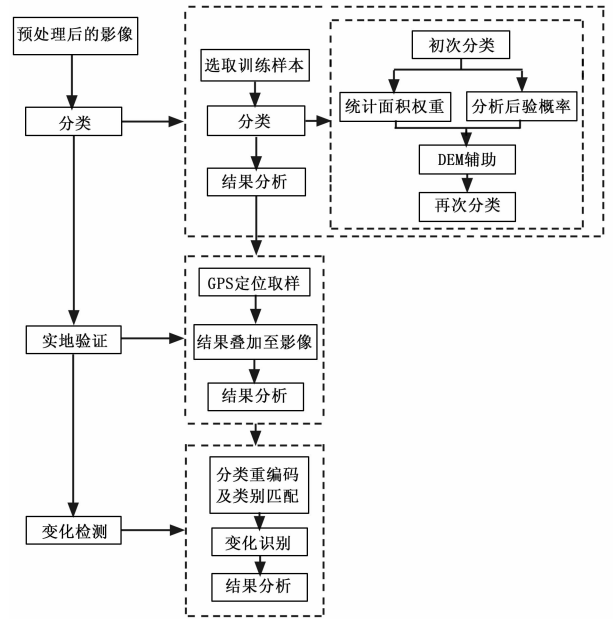 预处理后的影像
分类
实地验证
变化检测
选取训练样本
分类
结果分析
初次分类
统计面积权重
分析后验概率
DEM辅助
再次分类
GPS定位取样
结果叠加至影像
结果分析
分类重编码
及类别匹配
变化识别
结果分析